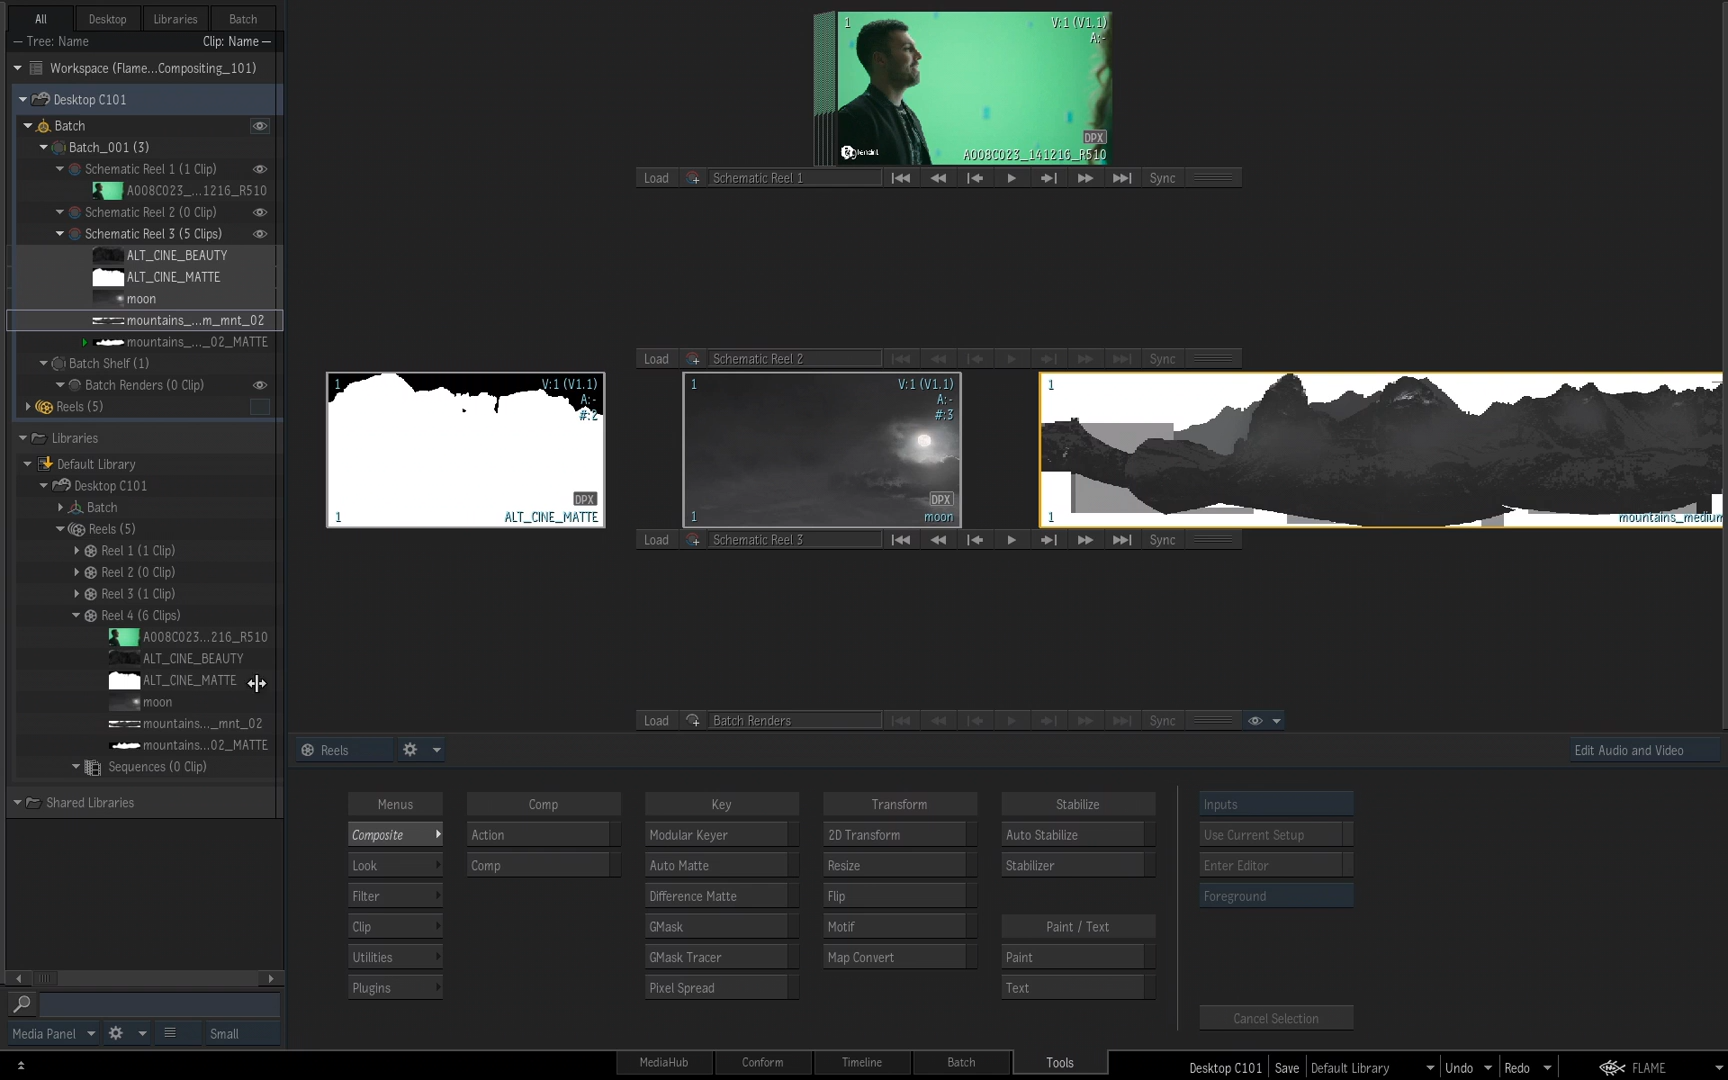 All Desktop Libraries Batch
Tree: Name Clip: Name
Workspace (Flame...Compositing_101)
Desktop C101
Batch
Batch_001 (3)
Schematic Reel 1 (1 Clip)
A008C023_...1216_R510
Schematic Reel 2 (0 Clip)
Schematic Reel 3 (5 Clips)
ALT_CINE_BEAUTY
ALT_CINE_MATTE
moon
mountains_...m_mnt_02
mountains_..._02_MATTE
Batch Shelf (1)
Batch Renders (0 Clip)
Reels (5)
Libraries
Default Library
Desktop C101
Batch
Reels (5)
Reel 1 (1 Clip)
Reel 2 (0 Clip)
Reel 3 (1 Clip)
Reel 4 (6 Clips)
A008C023...216_R510
ALT_CINE_BEAUTY
ALT_CINE_MATTE
moon
mountains..._mnt_02
mountains...02_MATTE
Sequences (0 Clip)
Shared Libraries
Media Panel Small
1 V:1 (V1.1)
A:-
DPX
A008C023_141216_R510
Load Schematic Reel 1 Sync
Load Schematic Reel 2 Sync
1 V:1 (V1.1)
A:-
#:2
DPX
1 ALT_CINE_MATTE
1 V:1 (V1.1)
A:-
#:3
DPX
1 moon
1
1 mountains_medium
Load Schematic Reel 3 Sync
Load Batch Renders Sync
Reels Edit Audio and Video
Menus Comp Key Transform Stabilize Inputs
Composite Action Modular Keyer 2D Transform Auto Stabilize Use Current Setup
Look Comp Auto Matte Resize Stabilizer Enter Editor
Filter Difference Matte Flip Foreground
Clip GMask Motif Paint / Text
Utilities GMask Tracer Map Convert Paint
Plugins Pixel Spread Text
Cancel Selection
MediaHub Conform Timeline Batch Tools Desktop C101 Save Default Library Undo Redo FLAME